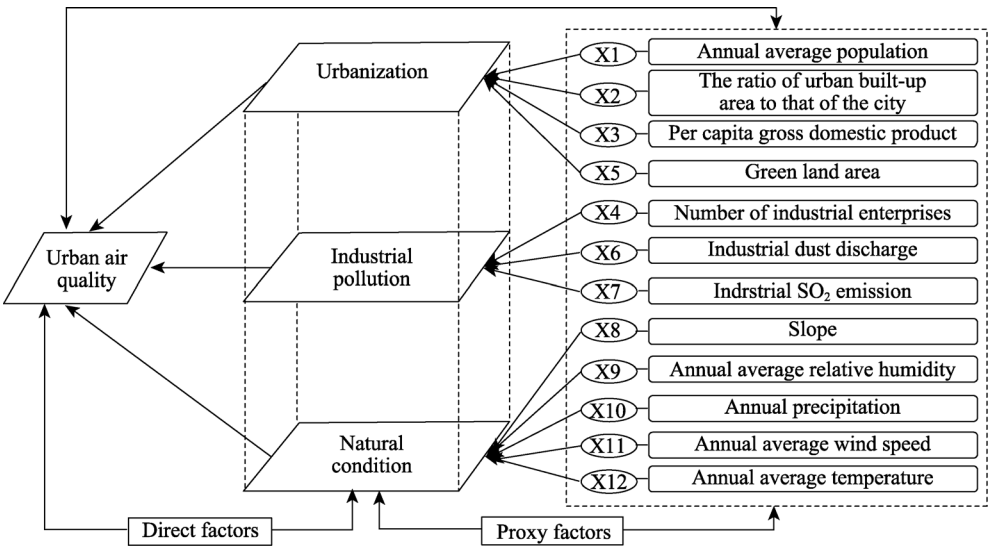 Urbanization
Urban air
quality
Industrial
pollution
Natural
condition
X1 Annual average population
X2 The ratio of urban built-up
area to that of the city
X3 Per capita gross domestic product
X5 Green land area
X4 Number of industrial enterprises
X6 Industrial dust discharge
X7 Indrstrial SO₂ emission
X8 Slope
X9 Annual average relative humidity
X10 Annual precipitation
X11 Annual average wind speed
X12 Annual average temperature
Direct factors
Proxy factors